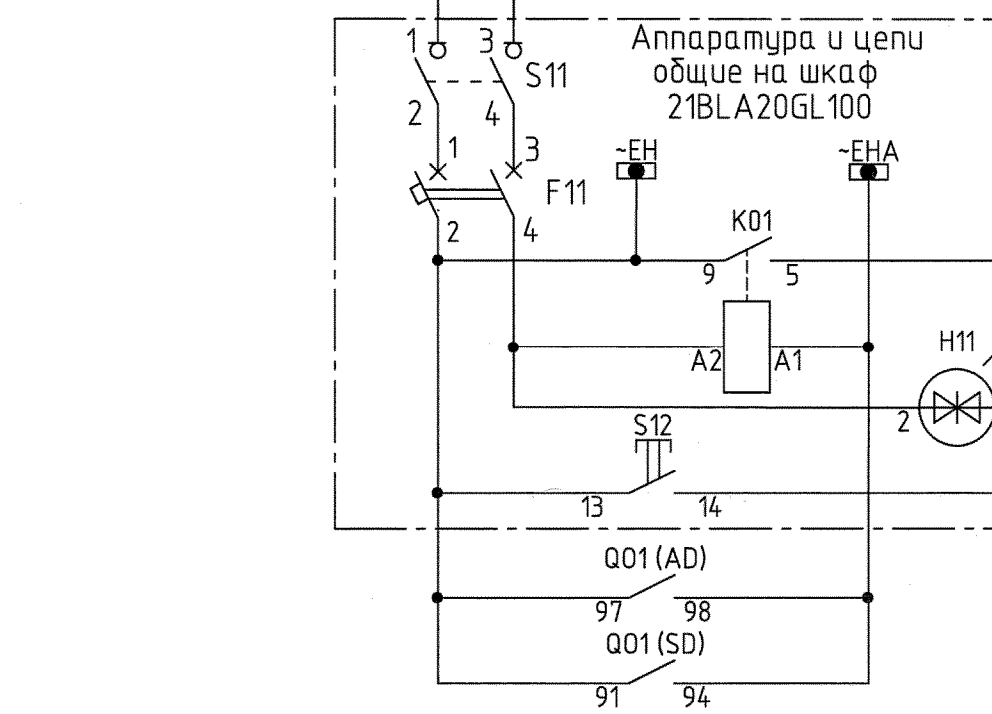 1 3
Аппаратура и цепи
общие на шкаф
21BLA20GL100
S11
2 4
1 3
~EH
~EHA
F11
2 4
K01
9 5
H11
A2 A1
2
S12
13 14
Q01 (AD)
97 98
Q01 (SD)
91 94